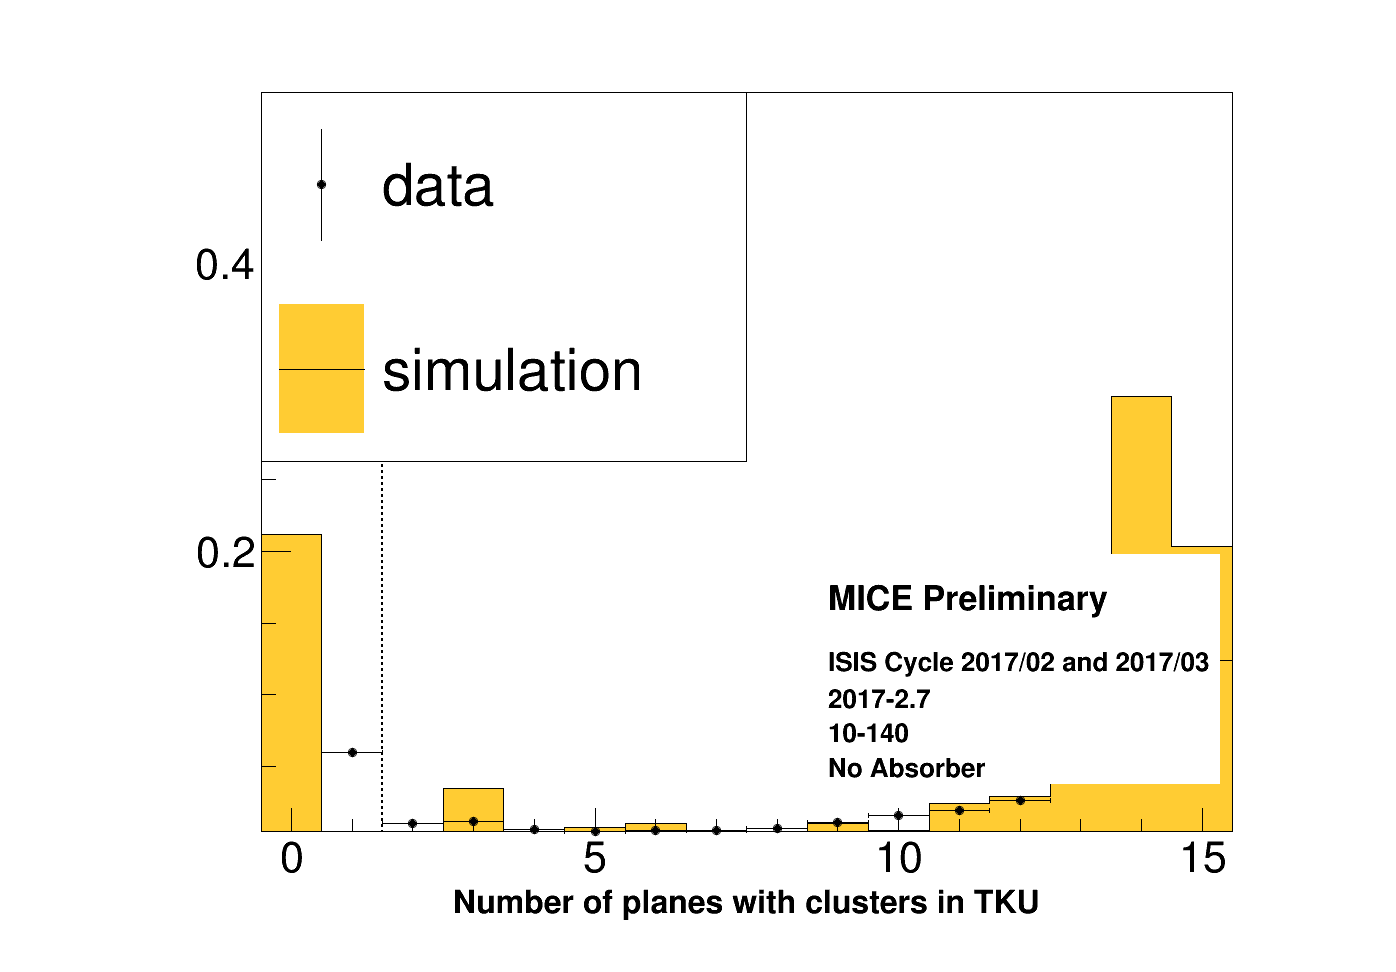 data
0.4
simulation
0.2
MICE Preliminary
ISIS Cycle 2017/02 and 2017/03
2017-2.7
10-140
No Absorber
0 5 10 15
Number of planes with clusters in TKU